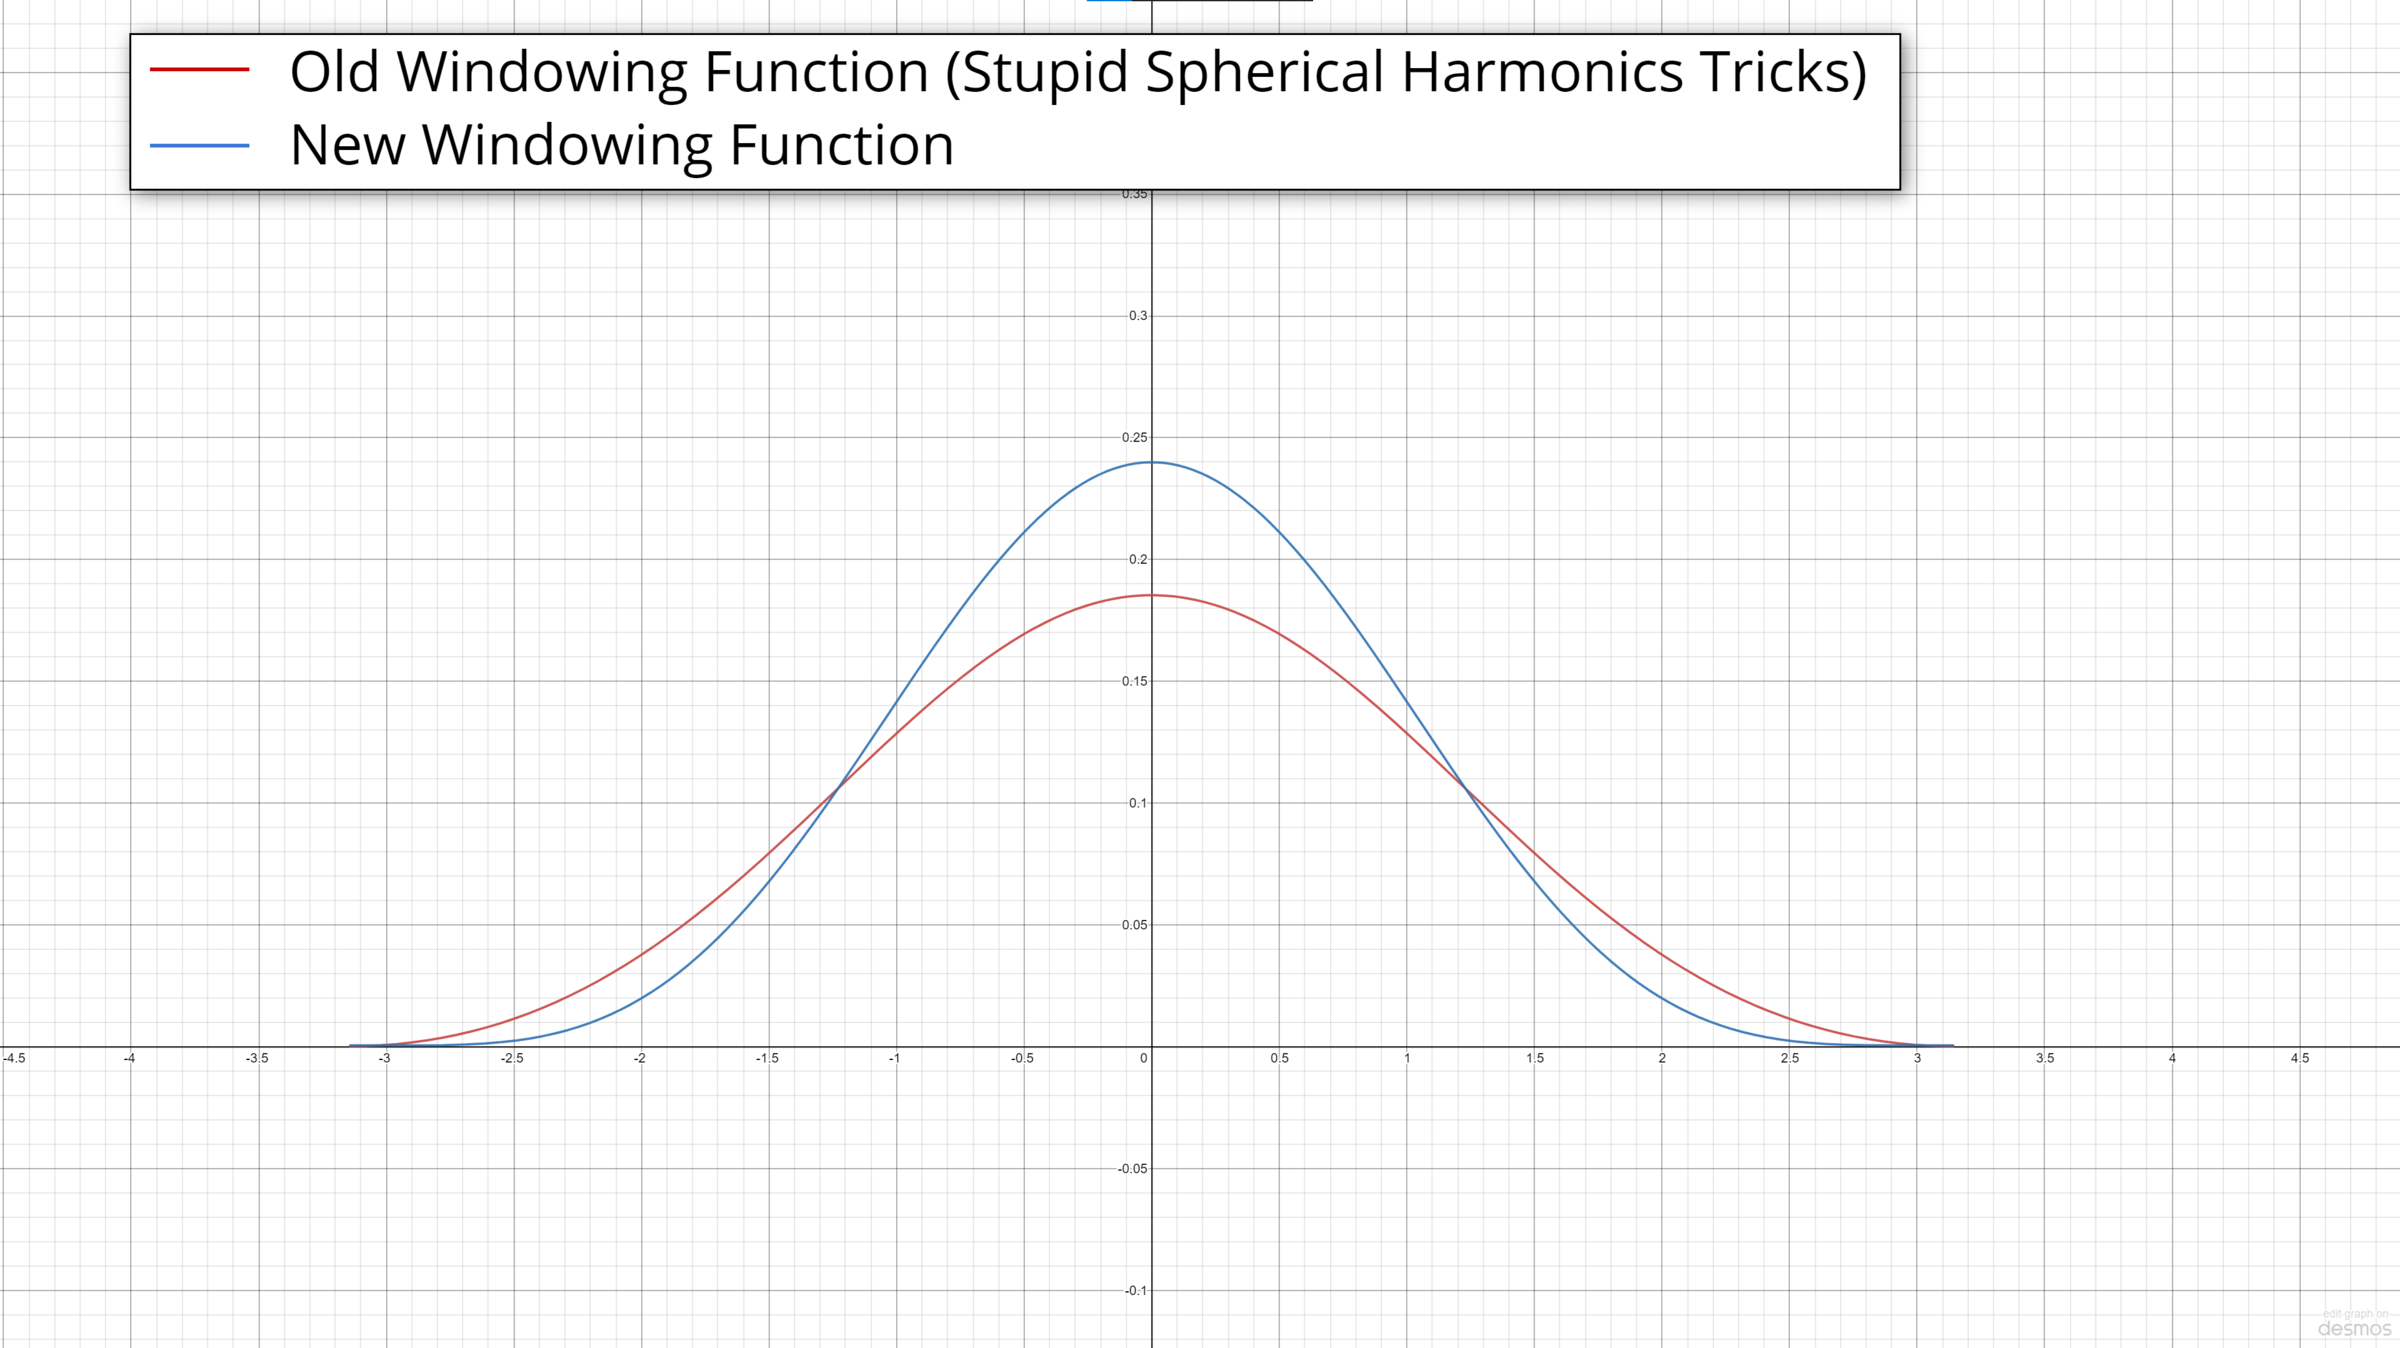 Old Windowing Function (Stupid Spherical Harmonics Tricks)
New Windowing Function
0.35
0.3
0.25
0.2
0.15
0.1
0.05
-4.5 -4 -3.5 -3 -2.5 -2 -1.5 -1 -0.5 0 0.5 1 1.5 2 2.5 3 3.5 4 4.5
-0.05
-0.1
edit graph on
desmos